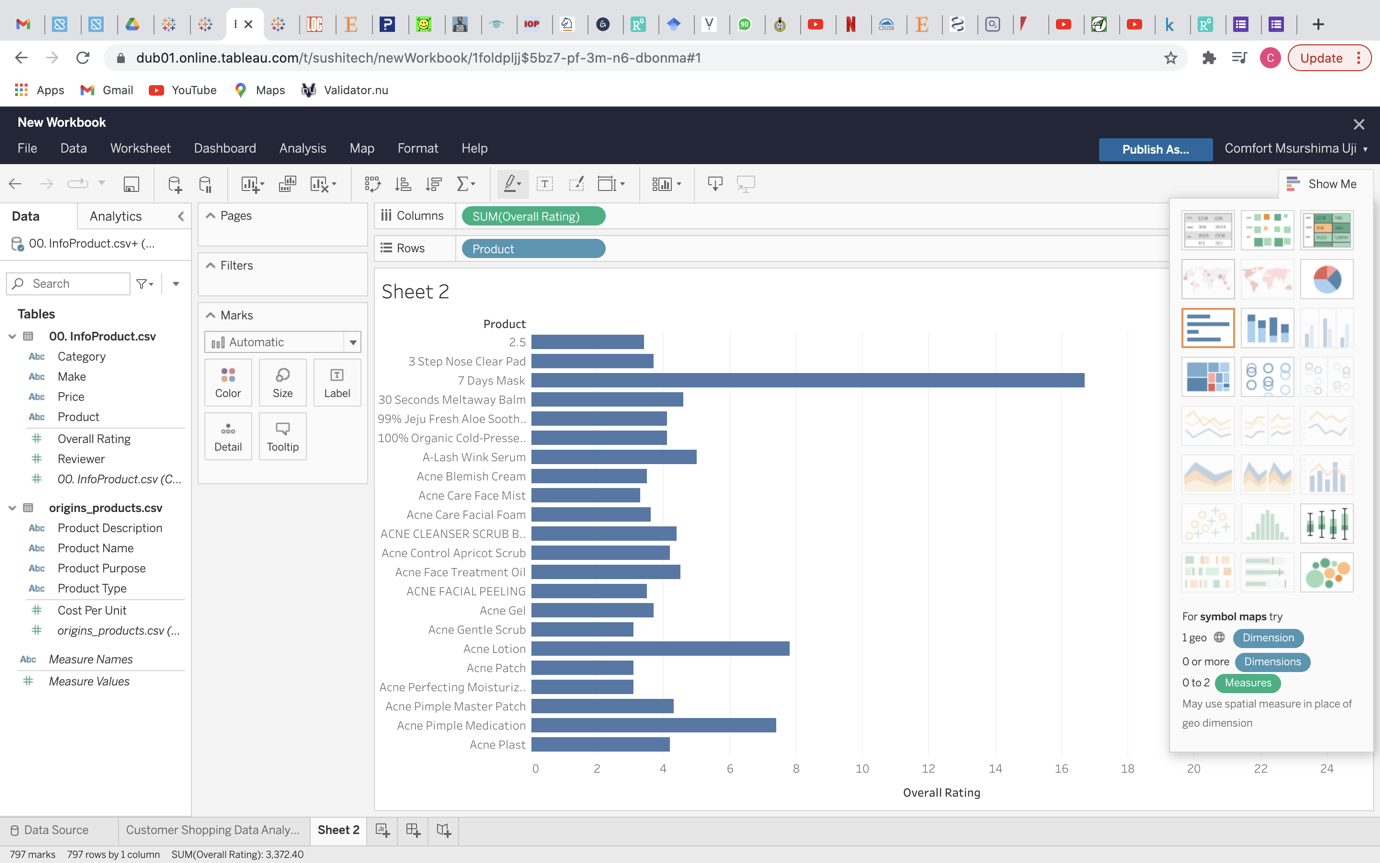 dub01.online.tableau.com/t/sushitech/newWorkbook/1foldpljj$5bz7-pf-3m-n6-dbonma#1
C
Update
Apps
Gmail
YouTube
Maps
Validator.nu
New Workbook
File Data Worksheet Dashboard Analysis Map Format Help
Publish As...
Comfort Msurshima Uji
Show Me
Data
Analytics
00. InfoProduct.csv+ (...
Search
Tables
00. InfoProduct.csv
Abc Category
Abc Make
Abc Price
Abc Product
Overall Rating
Reviewer
00. InfoProduct.csv (C...
origins_products.csv
Abc Product Description
Abc Product Name
Abc Product Purpose
Abc Product Type
Cost Per Unit
origins_products.csv (...
Abc Measure Names
Measure Values
Pages
Filters
Marks
Automatic
Color
Size
Label
Detail
Tooltip
Columns
SUM(Overall Rating)
Rows
Product
Sheet 2
Product
2.5
3 Step Nose Clear Pad
7 Days Mask
30 Seconds Meltaway Balm
99% Jeju Fresh Aloe Sooth..
100% Organic Cold-Presse..
A-Lash Wink Serum
Acne Blemish Cream
Acne Care Face Mist
Acne Care Facial Foam
ACNE CLEANSER SCRUB B..
Acne Control Apricot Scrub
Acne Face Treatment Oil
ACNE FACIAL PEELING
Acne Gel
Acne Gentle Scrub
Acne Lotion
Acne Patch
Acne Perfecting Moisturiz..
Acne Pimple Master Patch
Acne Pimple Medication
Acne Plast
0 2 4 6 8 10 12 14 16 18 20 22 24
Overall Rating
For symbol maps try
1 geo Dimension
0 or more Dimensions
0 to 2 Measures
May use spatial measure in place of
geo dimension
Data Source
Customer Shopping Data Analy...
Sheet 2
797 marks 797 rows by 1 column SUM(Overall Rating): 3,372.40